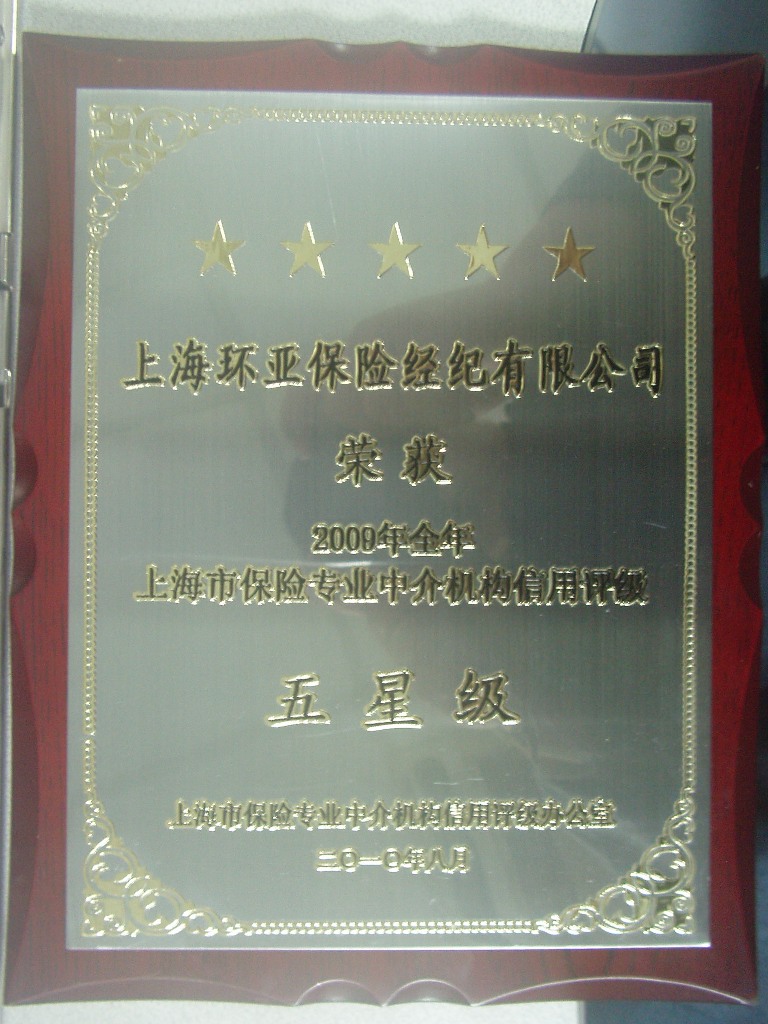 上海环亚保险经纪有限公司
荣获
2009年全年
上海市保险专业中介机构信用评级
五星级
上海市保险专业中介机构信用评级办公室
二〇一〇年八月